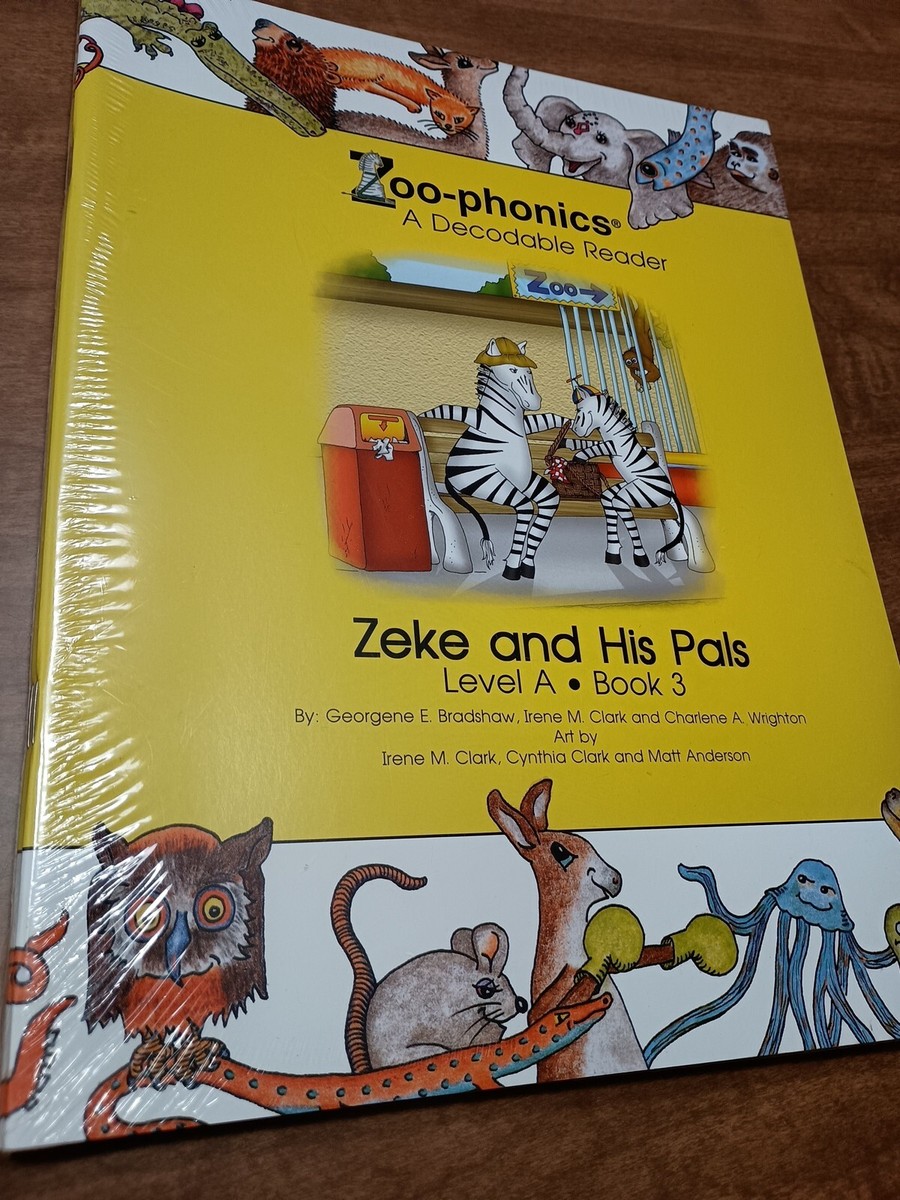 Zoo-phonics®
A Decodable Reader
Zoo
Zeke and His Pals
Level A • Book 3
By: Georgene E. Bradshaw, Irene M. Clark and Charlene A. Wrighton
Art by
Irene M. Clark, Cynthia Clark and Matt Anderson